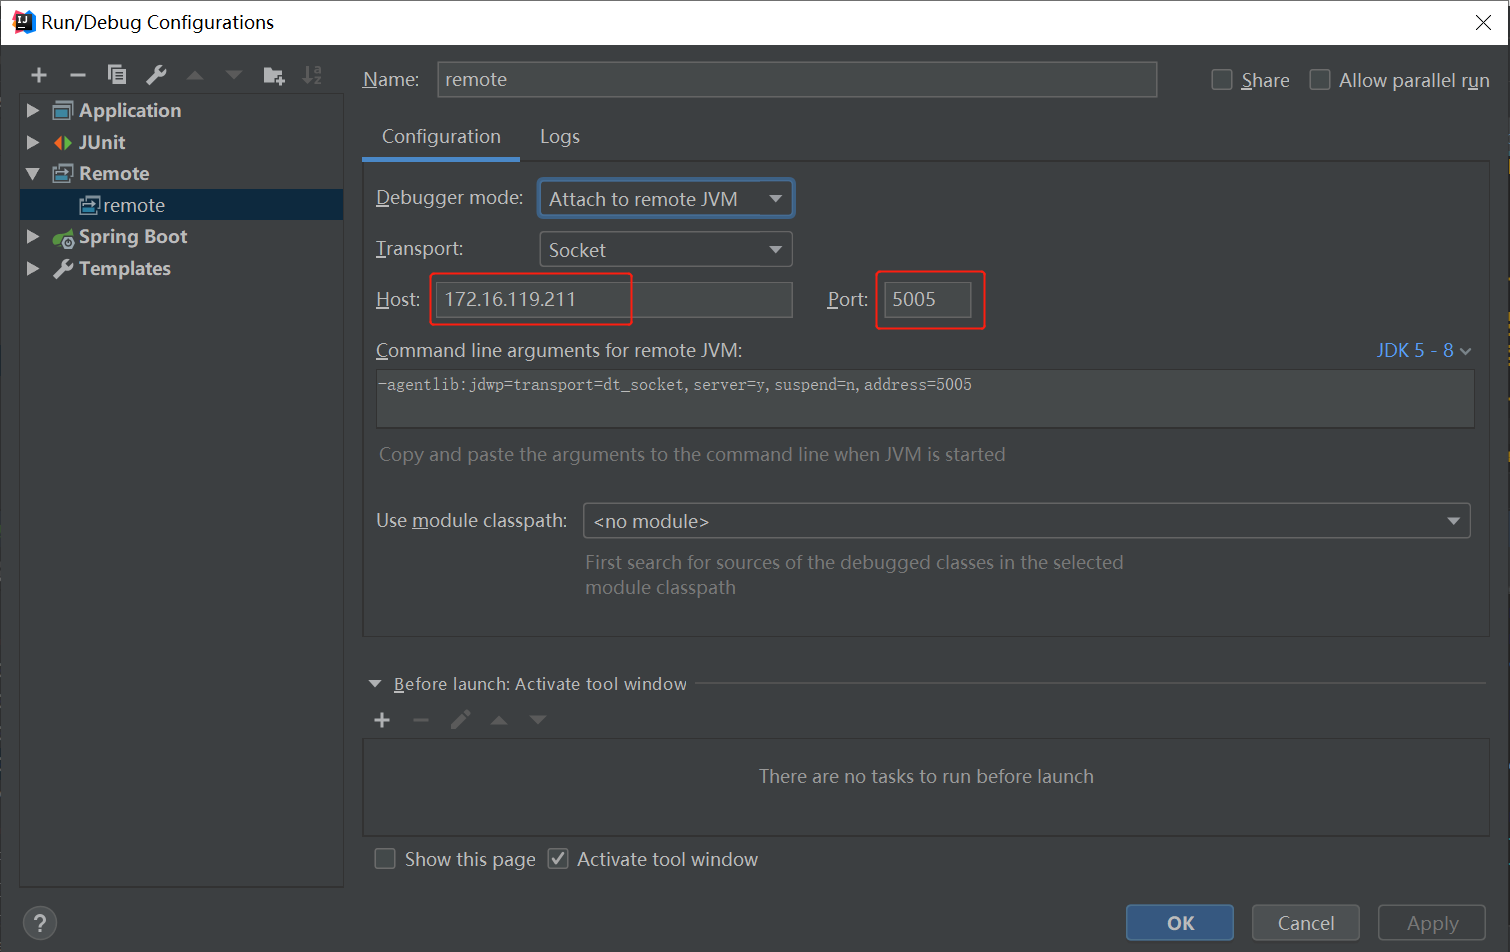 Run/Debug Configurations
Name: remote
Share
Allow parallel run
Application
JUnit
Remote
remote
Spring Boot
Templates
Configuration
Logs
Debugger mode: Attach to remote JVM
Transport: Socket
Host: 172.16.119.211
Port: 5005
Command line arguments for remote JVM:
JDK 5 - 8
-agentlib:jdwp=transport=dt_socket,server=y,suspend=n,address=5005
Copy and paste the arguments to the command line when JVM is started
Use module classpath: <no module>
First search for sources of the debugged classes in the selected
module classpath
Before launch: Activate tool window
There are no tasks to run before launch
Show this page
Activate tool window
?
OK
Cancel
Apply